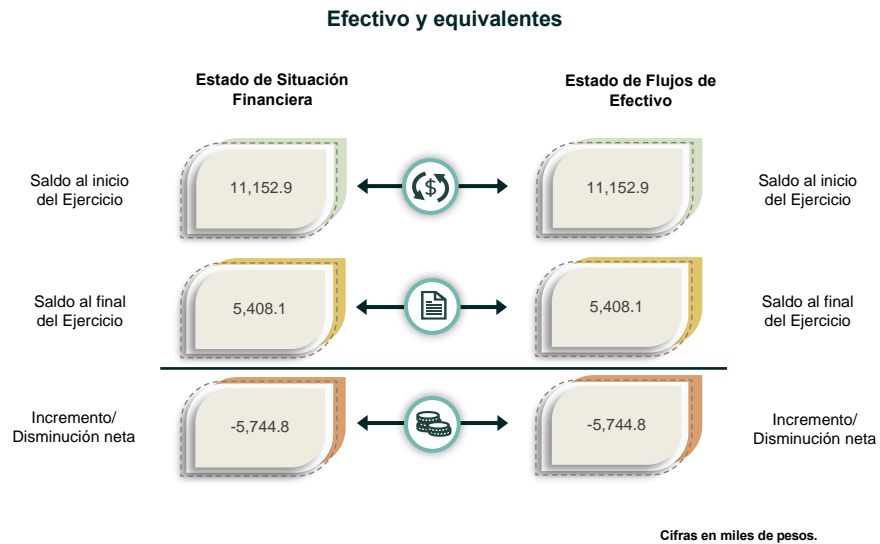 Efectivo y equivalentes
Estado de Situación
Financiera
Estado de Flujos de
Efectivo
Saldo al inicio
del Ejercicio
11,152.9
$
11,152.9
Saldo al inicio
del Ejercicio
Saldo al final
del Ejercicio
5,408.1
5,408.1
Saldo al final
del Ejercicio
Incremento/
Disminución neta
-5,744.8
-5,744.8
Incremento/
Disminución neta
Cifras en miles de pesos.